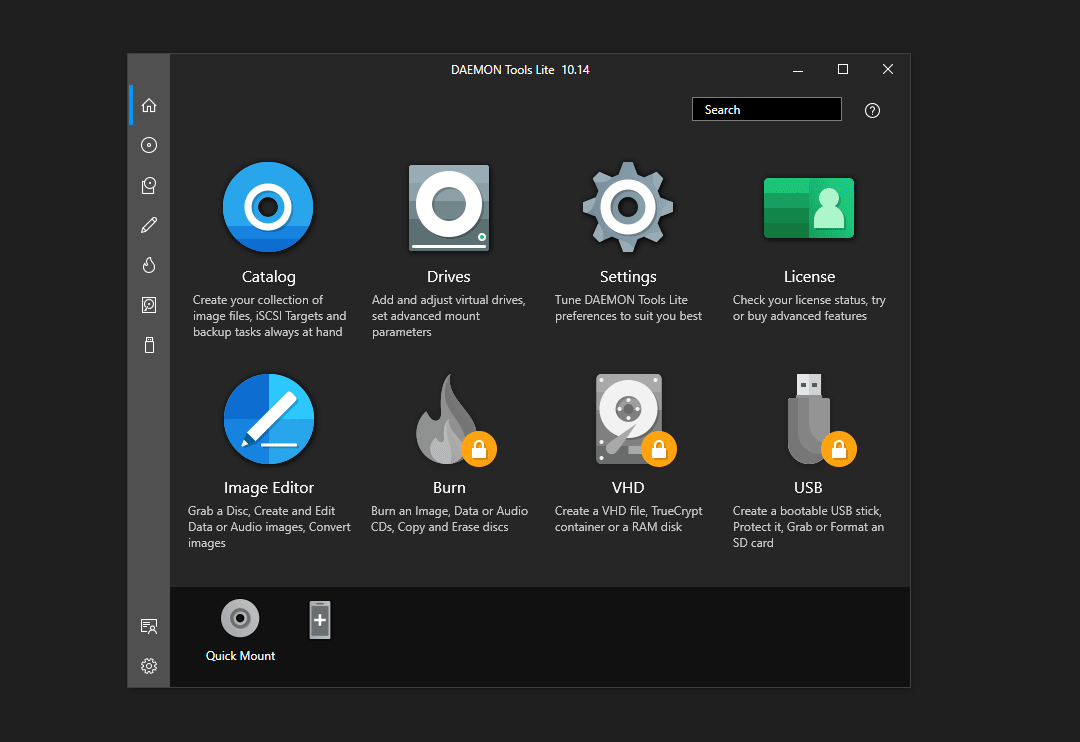 DAEMON Tools Lite 10.14
Search
Catalog
Create your collection of
image files, iSCSI Targets and
backup tasks always at hand
Drives
Add and adjust virtual drives,
set advanced mount
parameters
Settings
Tune DAEMON Tools Lite
preferences to suit you best
License
Check your license status, try
or buy advanced features
Image Editor
Grab a Disc, Create and Edit
Data or Audio images, Convert
images
Burn
Burn an Image, Data or Audio
CDs, Copy and Erase discs
VHD
Create a VHD file, TrueCrypt
container or a RAM disk
USB
Create a bootable USB stick,
Protect it, Grab or Format an
SD card
Quick Mount